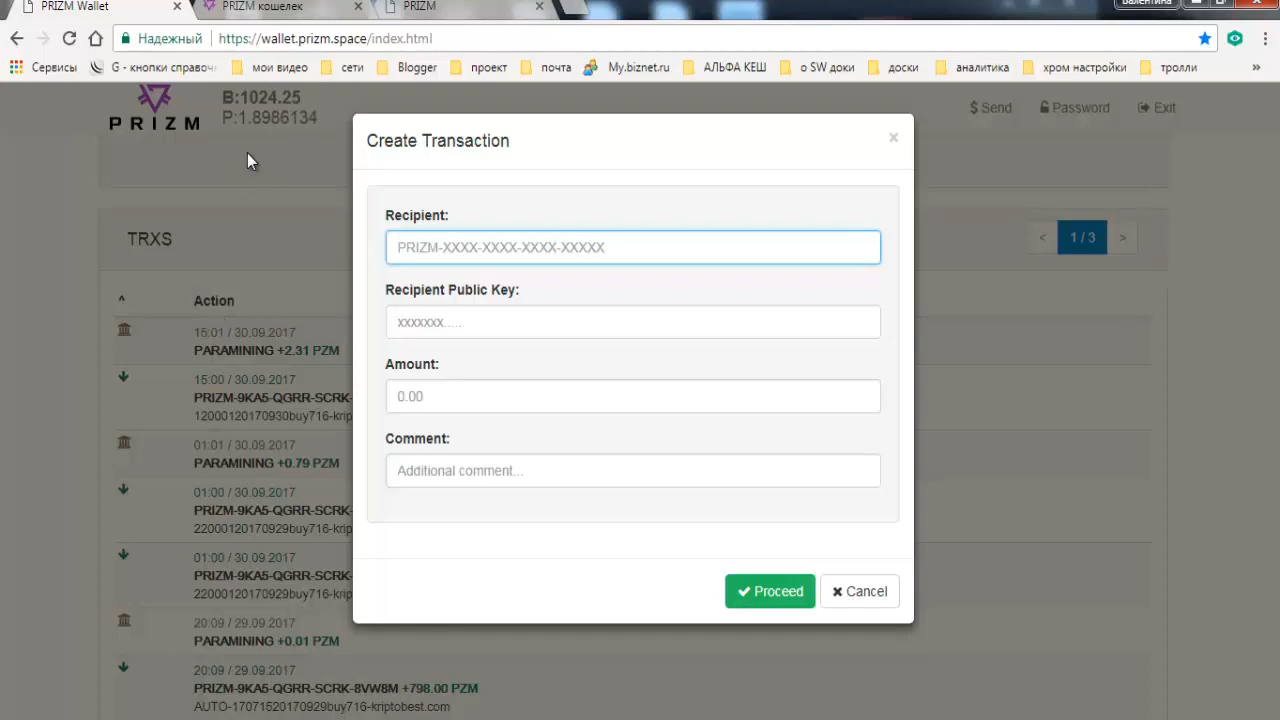 PRIZM Wallet
PRIZM кошелек
PRIZM
Валентина
Надежный
https://wallet.prizm.space/index.html
Сервисы
G - кнопки справоч
мои видео
сети
Blogger
проект
почта
My.biznet.ru
АЛЬФА КЕШ
о SW доки
доски
аналитика
хром настройки
тролли
»
PRIZM
B:1024.25
P:1.8986134
$ Send
Password
Exit
Create Transaction
×
Recipient:
PRIZM-XXXX-XXXX-XXXX-XXXXX
Recipient Public Key:
xxxxxxx.....
Amount:
0.00
Comment:
Additional comment...
Proceed
Cancel
TRXS
< 1 / 3 >
^ Action
15:01 / 30.09.2017
PARAMINING +2.31 PZM
15:00 / 30.09.2017
PRIZM-9KA5-QGRR-SCRK-
12000120170930buy716-krip
01:01 / 30.09.2017
PARAMINING +0.79 PZM
01:00 / 30.09.2017
PRIZM-9KA5-QGRR-SCRK-
22000120170929buy716-krip
01:00 / 30.09.2017
PRIZM-9KA5-QGRR-SCRK-
22000120170929buy716-krip
20:09 / 29.09.2017
PARAMINING +0.01 PZM
20:09 / 29.09.2017
PRIZM-9KA5-QGRR-SCRK-8VW8M +798.00 PZM
AUTO-17071520170929buy716-kriptobest.com